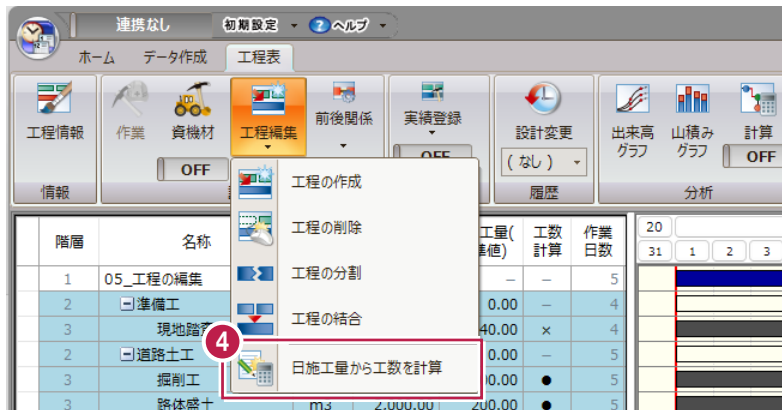 連携なし 初期設定 ヘルプ
ホーム データ作成 工程表
工程情報 作業 資機材 工程編集 前後関係 実績登録 設計変更 出来高グラフ 山積みグラフ 計算
OFF OFF (なし) OFF
情報 履歴 分析
工程の作成
工程の削除
工程の分割
工程の結合
4
日施工量から工数を計算
階層 名称 工数計算 作業日数 20
31 1 2 3
1 05_工程の編集 – – 5
2 準備工 0.00 – 4
3 現地踏 40.00 × 4
2 道路土工 0.00 – 5
3 掘削工 00.00 ● 5
3 路体盛土 m3 2,000.00 200.00 ● 5